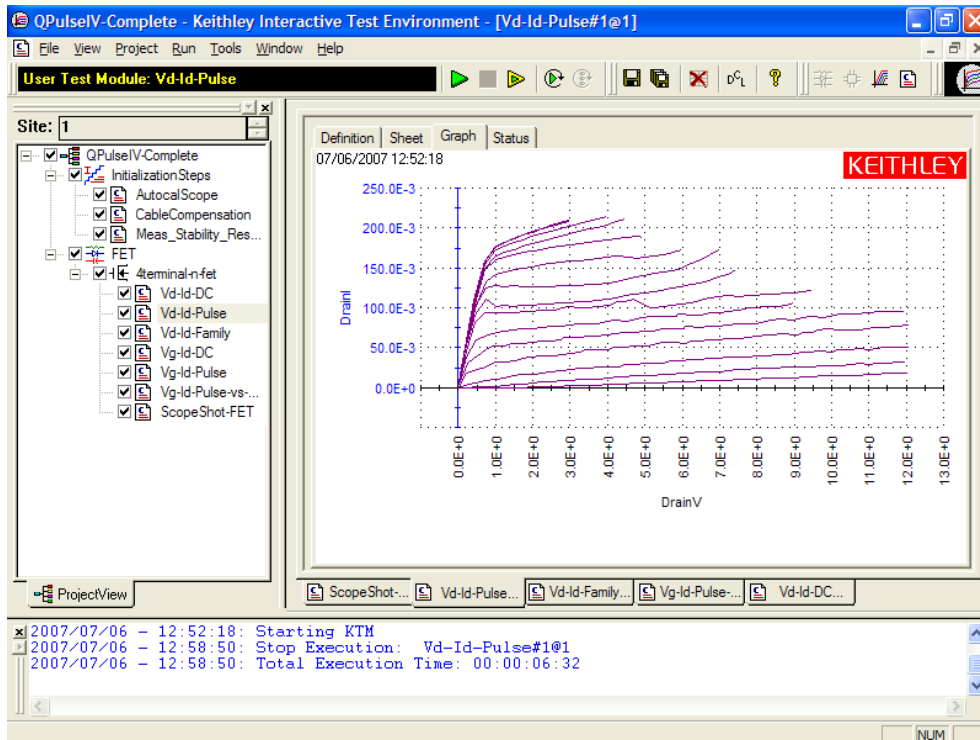 QPulseIV-Complete - Keithley Interactive Test Environment - [Vd-Id-Pulse#1@1]
File View Project Run Tools Window Help
User Test Module: Vd-Id-Pulse
Site: 1
QPulseIV-Complete
InitializationSteps
AutocalScope
CableCompensation
Meas_Stability_Res...
FET
4terminal-n-fet
Vd-Id-DC
Vd-Id-Pulse
Vd-Id-Family
Vg-Id-DC
Vg-Id-Pulse
Vg-Id-Pulse-vs-...
ScopeShot-FET
ProjectView
Definition Sheet Graph Status
07/06/2007 12:52:18
KEITHLEY
250.0E-3
200.0E-3
150.0E-3
100.0E-3
50.0E-3
0.0E+0
DrainI
0.0E+0 1.0E+0 2.0E+0 3.0E+0 4.0E+0 5.0E+0 6.0E+0 7.0E+0 8.0E+0 9.0E+0 10.0E+0 11.0E+0 12.0E+0 13.0E+0
DrainV
ScopeShot-... Vd-Id-Pulse... Vd-Id-Family... Vg-Id-Pulse-... Vd-Id-DC...
2007/07/06 - 12:52:18: Starting KTM
2007/07/06 - 12:58:50: Stop Execution: Vd-Id-Pulse#1@1
2007/07/06 - 12:58:50: Total Execution Time: 00:00:06:32
NUM